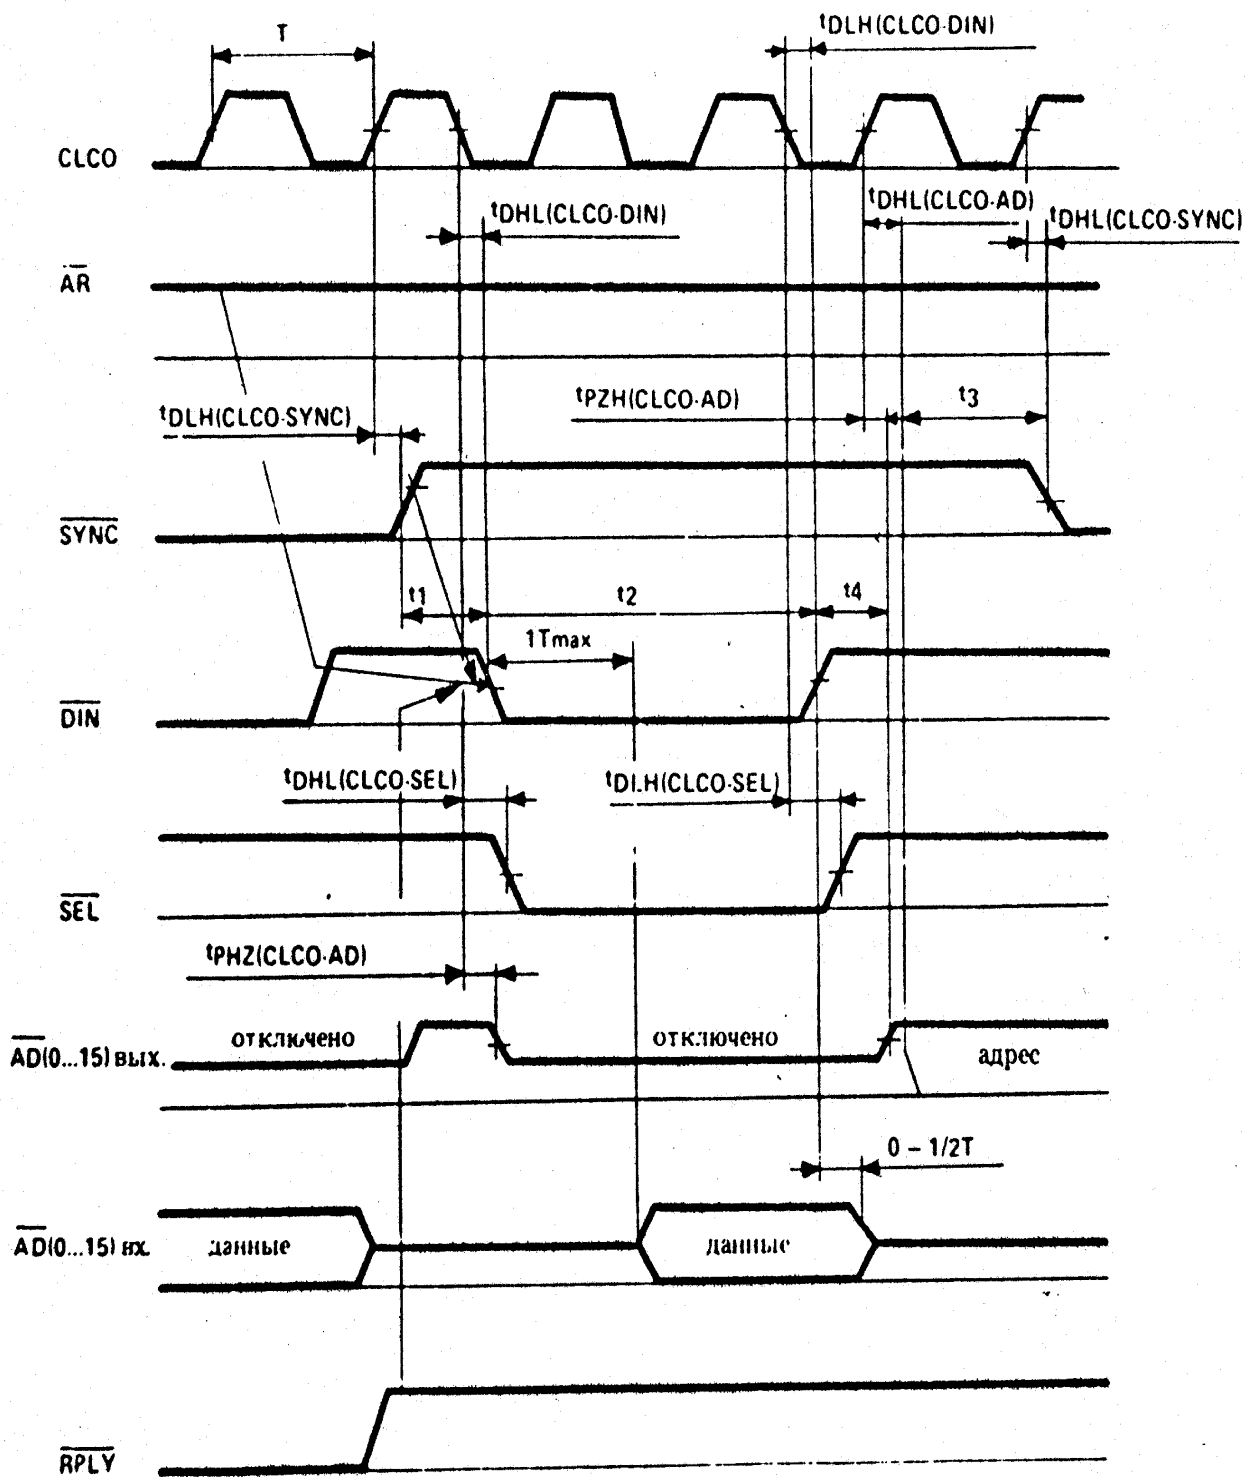 T
tDLH(CLCO·DIN)
CLCO
tDHL(CLCO·DIN)
tDHL(CLCO·AD)
tDHL(CLCO·SYNC)
AR
tPZH(CLCO·AD)
t3
tDLH(CLCO·SYNC)
SYNC
t1
t2
t4
1Tmax
DIN
tDHL(CLCO·SEL)
tDLH(CLCO·SEL)
SEL
tPHZ(CLCO·AD)
отключено
отключено
AD(0...15) вых.
адрес
0 – 1/2T
AD(0...15) вх.
данные
данные
RPLY